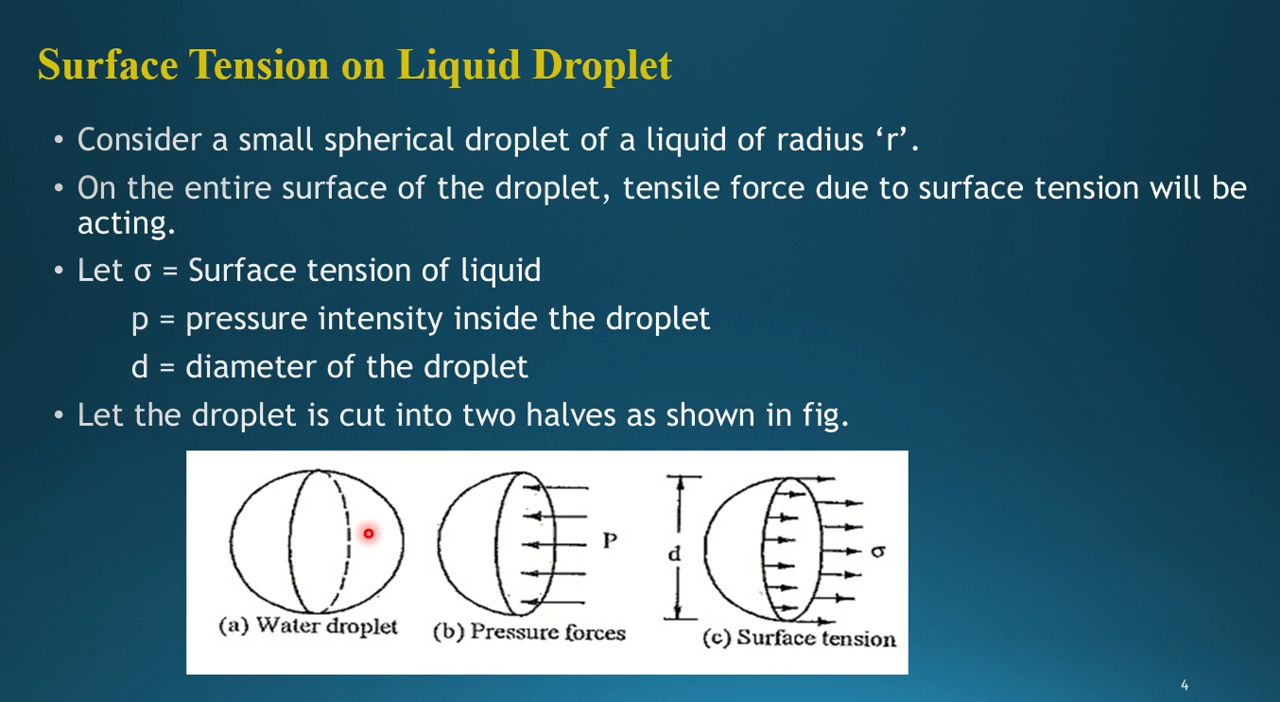 Surface Tension on Liquid Droplet
• Consider a small spherical droplet of a liquid of radius ‘r’.
• On the entire surface of the droplet, tensile force due to surface tension will be
acting.
• Let σ = Surface tension of liquid
p = pressure intensity inside the droplet
d = diameter of the droplet
• Let the droplet is cut into two halves as shown in fig.
P
d
σ
(a) Water droplet
(b) Pressure forces
(c) Surface tension
4